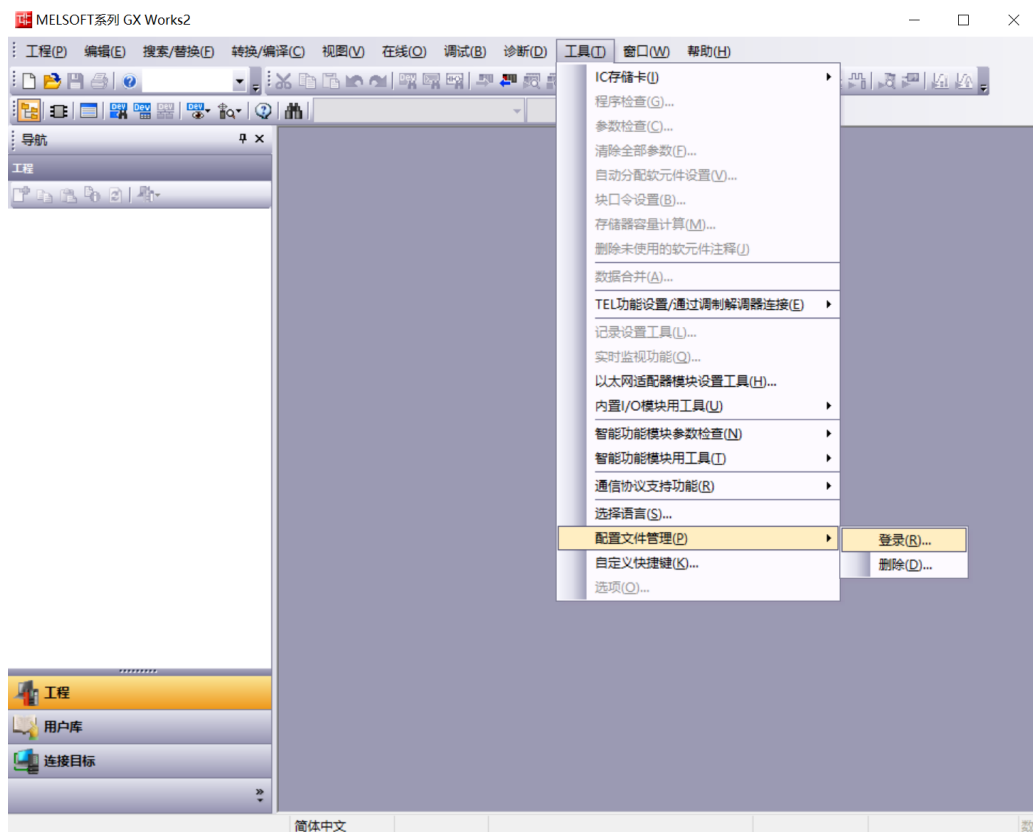 MELSOFT系列 GX Works2
工程(P) 编辑(E) 搜索/替换(F) 转换/编译(C) 视图(V) 在线(O) 调试(B) 诊断(D) 工具(T) 窗口(W) 帮助(H)
导航
工程
IC存储卡(I)
程序检查(G)...
参数检查(C)...
清除全部参数(F)...
自动分配软元件设置(V)...
块口令设置(B)...
存储器容量计算(M)...
删除未使用的软元件注释(J)
数据合并(A)...
TEL功能设置/通过调制解调器连接(E)
记录设置工具(L)...
实时监视功能(Q)...
以太网适配器模块设置工具(H)...
内置I/O模块用工具(U)
智能功能模块参数检查(N)
智能功能模块用工具(T)
通信协议支持功能(R)
选择语言(S)...
配置文件管理(P)
登录(R)...
删除(D)...
自定义快捷键(K)...
选项(O)...
工程
用户库
连接目标
简体中文